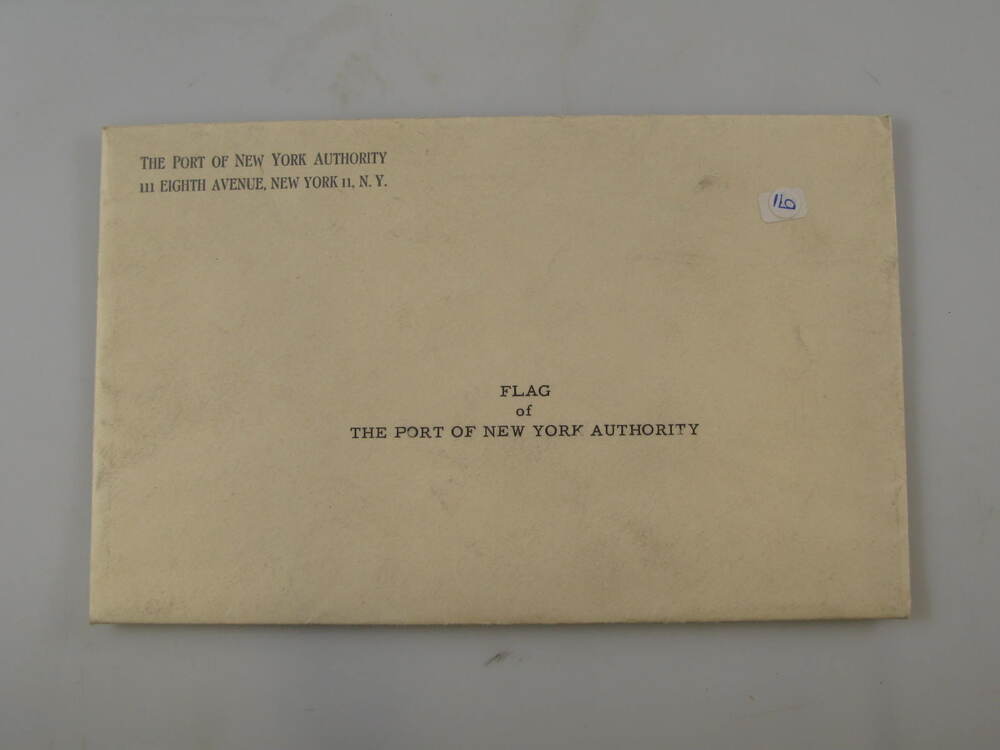 THE PORT OF NEW YORK AUTHORITY
111 EIGHTH AVENUE, NEW YORK 11, N. Y.
FLAG
of
THE PORT OF NEW YORK AUTHORITY